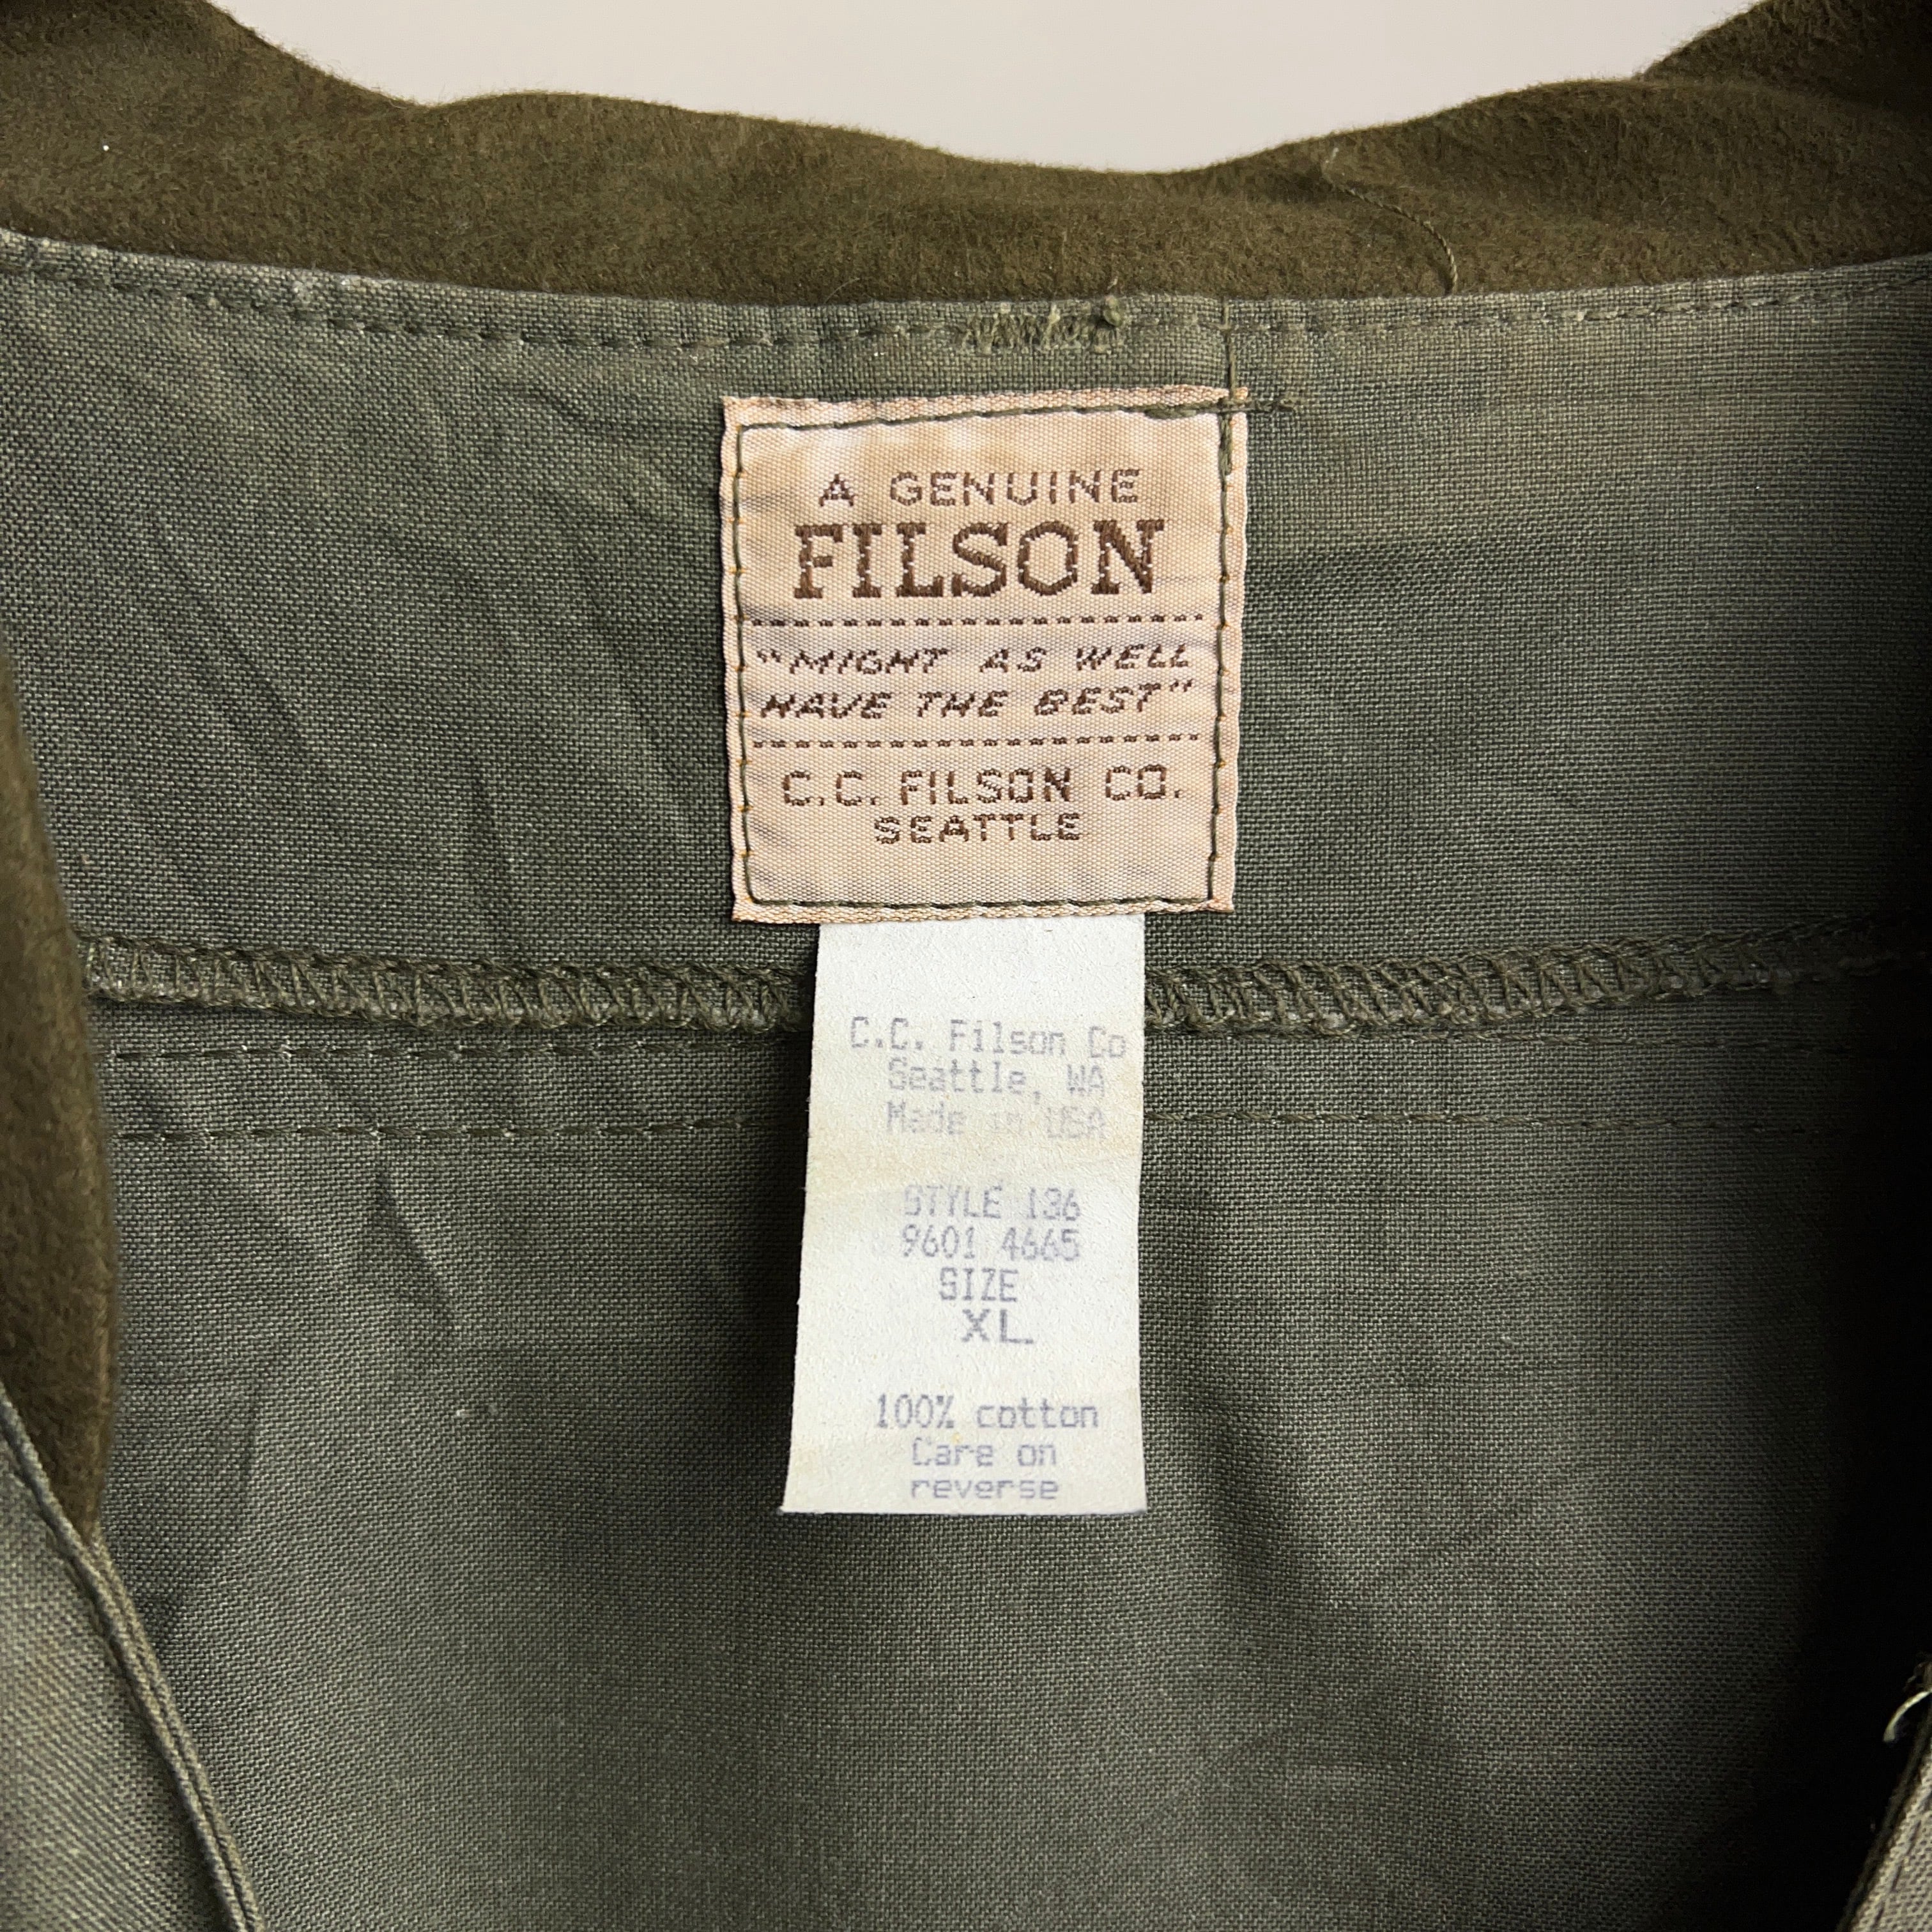 A GENUINE
FILSON
"MIGHT AS WELL
HAVE THE BEST"
C.C. FILSON CO.
SEATTLE
C.C. Filson Co
Seattle, WA
Made in USA
STYLE 136
9601 4665
SIZE
XL
100% cotton
Care on
reverse